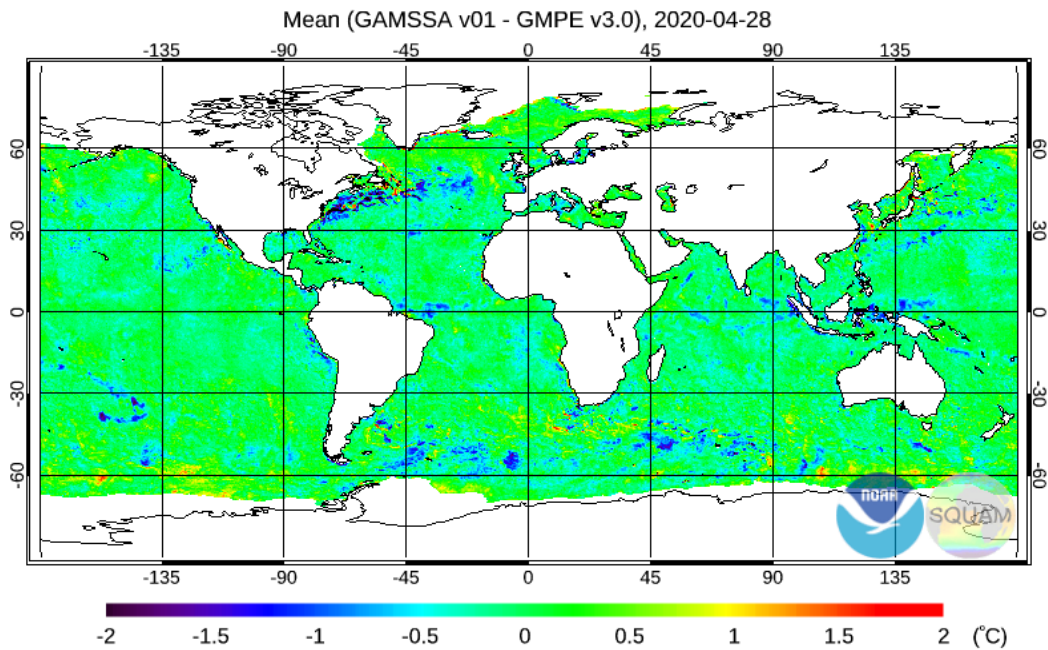 Mean (GAMSSA v01 - GMPE v3.0), 2020-04-28
-135 -90 -45 0 45 90 135
60 60
30 30
0 0
-30 -30
-60 -60
NOAA SQUAM
-135 -90 -45 0 45 90 135
-2 -1.5 -1 -0.5 0 0.5 1 1.5 2 (°C)